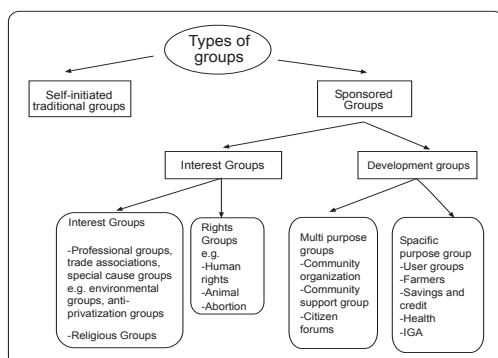 Types of
groups
Self-initiated
traditional groups
Sponsored
Groups
Interest Groups
Development groups
Interest Groups
-Professional groups,
trade associations,
special cause groups
e.g. environmental
groups, anti-
privatization groups
-Religious Groups
Rights
Groups
e.g.
-Human
rights
-Animal
-Abortion
Multi purpose
groups
-Community
organization
-Community
support group
-Citizen
forums
Spacific
purpose group
-User groups
-Farmers
-Savings and
credit
-Health
-IGA